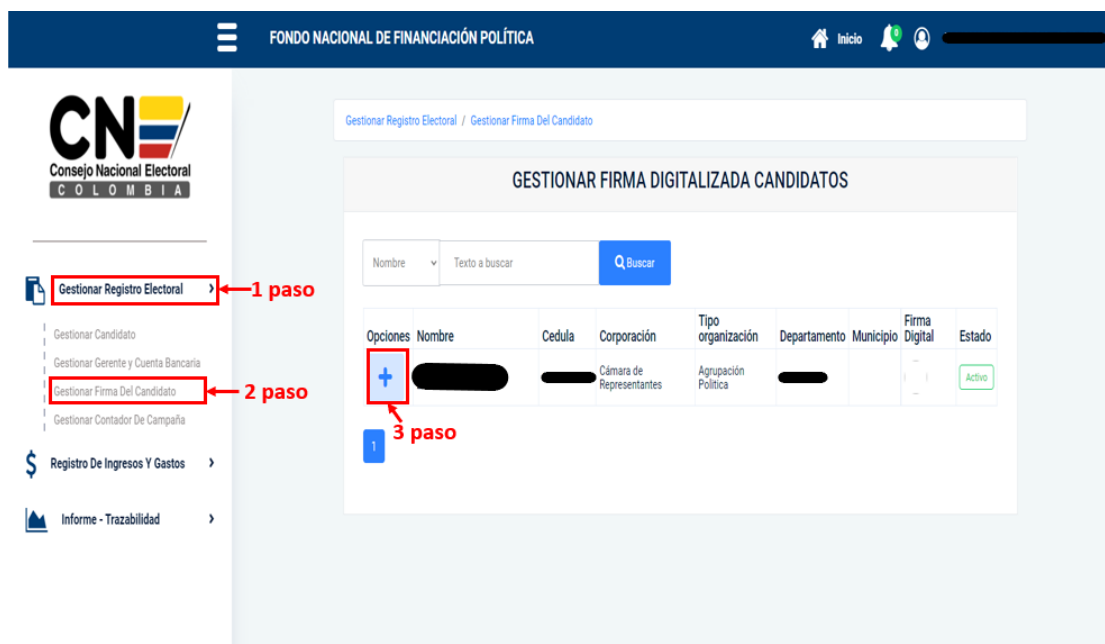 FONDO NACIONAL DE FINANCIACIÓN POLÍTICA
Inicio
0
CNE
Consejo Nacional Electoral
COLOMBIA
Gestionar Registro Electoral / Gestionar Firma Del Candidato
GESTIONAR FIRMA DIGITALIZADA CANDIDATOS
Nombre
Texto a buscar
Buscar
Gestionar Registro Electoral
1 paso
Gestionar Candidato
Gestionar Gerente y Cuenta Bancaria
Gestionar Firma Del Candidato
2 paso
Gestionar Contador De Campaña
Registro De Ingresos Y Gastos
Informe - Trazabilidad
Opciones Nombre Cedula Corporación Tipo organización Departamento Municipio Firma Digital Estado
+ Cámara de Representantes Agrupación Política Activo
3 paso
1